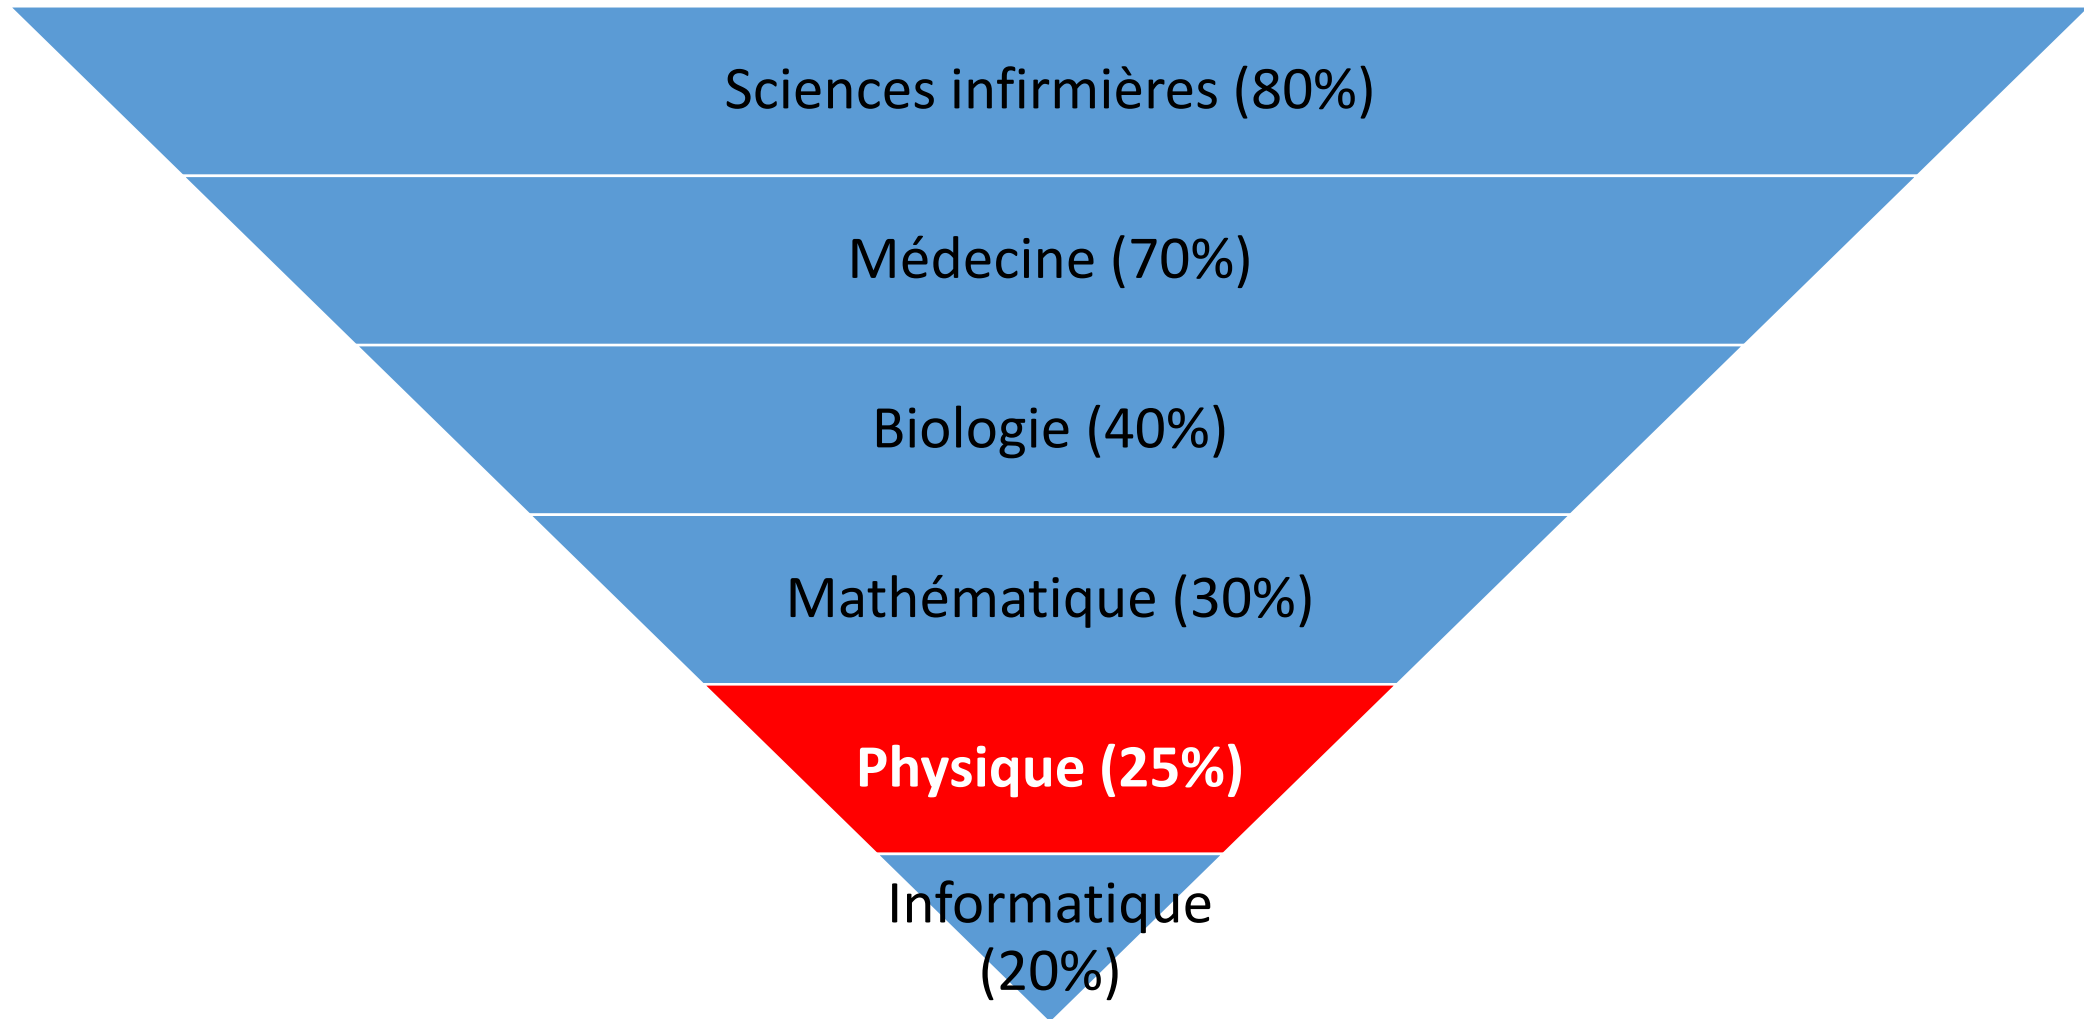 Sciences infirmières (80%)
Médecine (70%)
Biologie (40%)
Mathématique (30%)
Physique (25%)
Informatique
(20%)